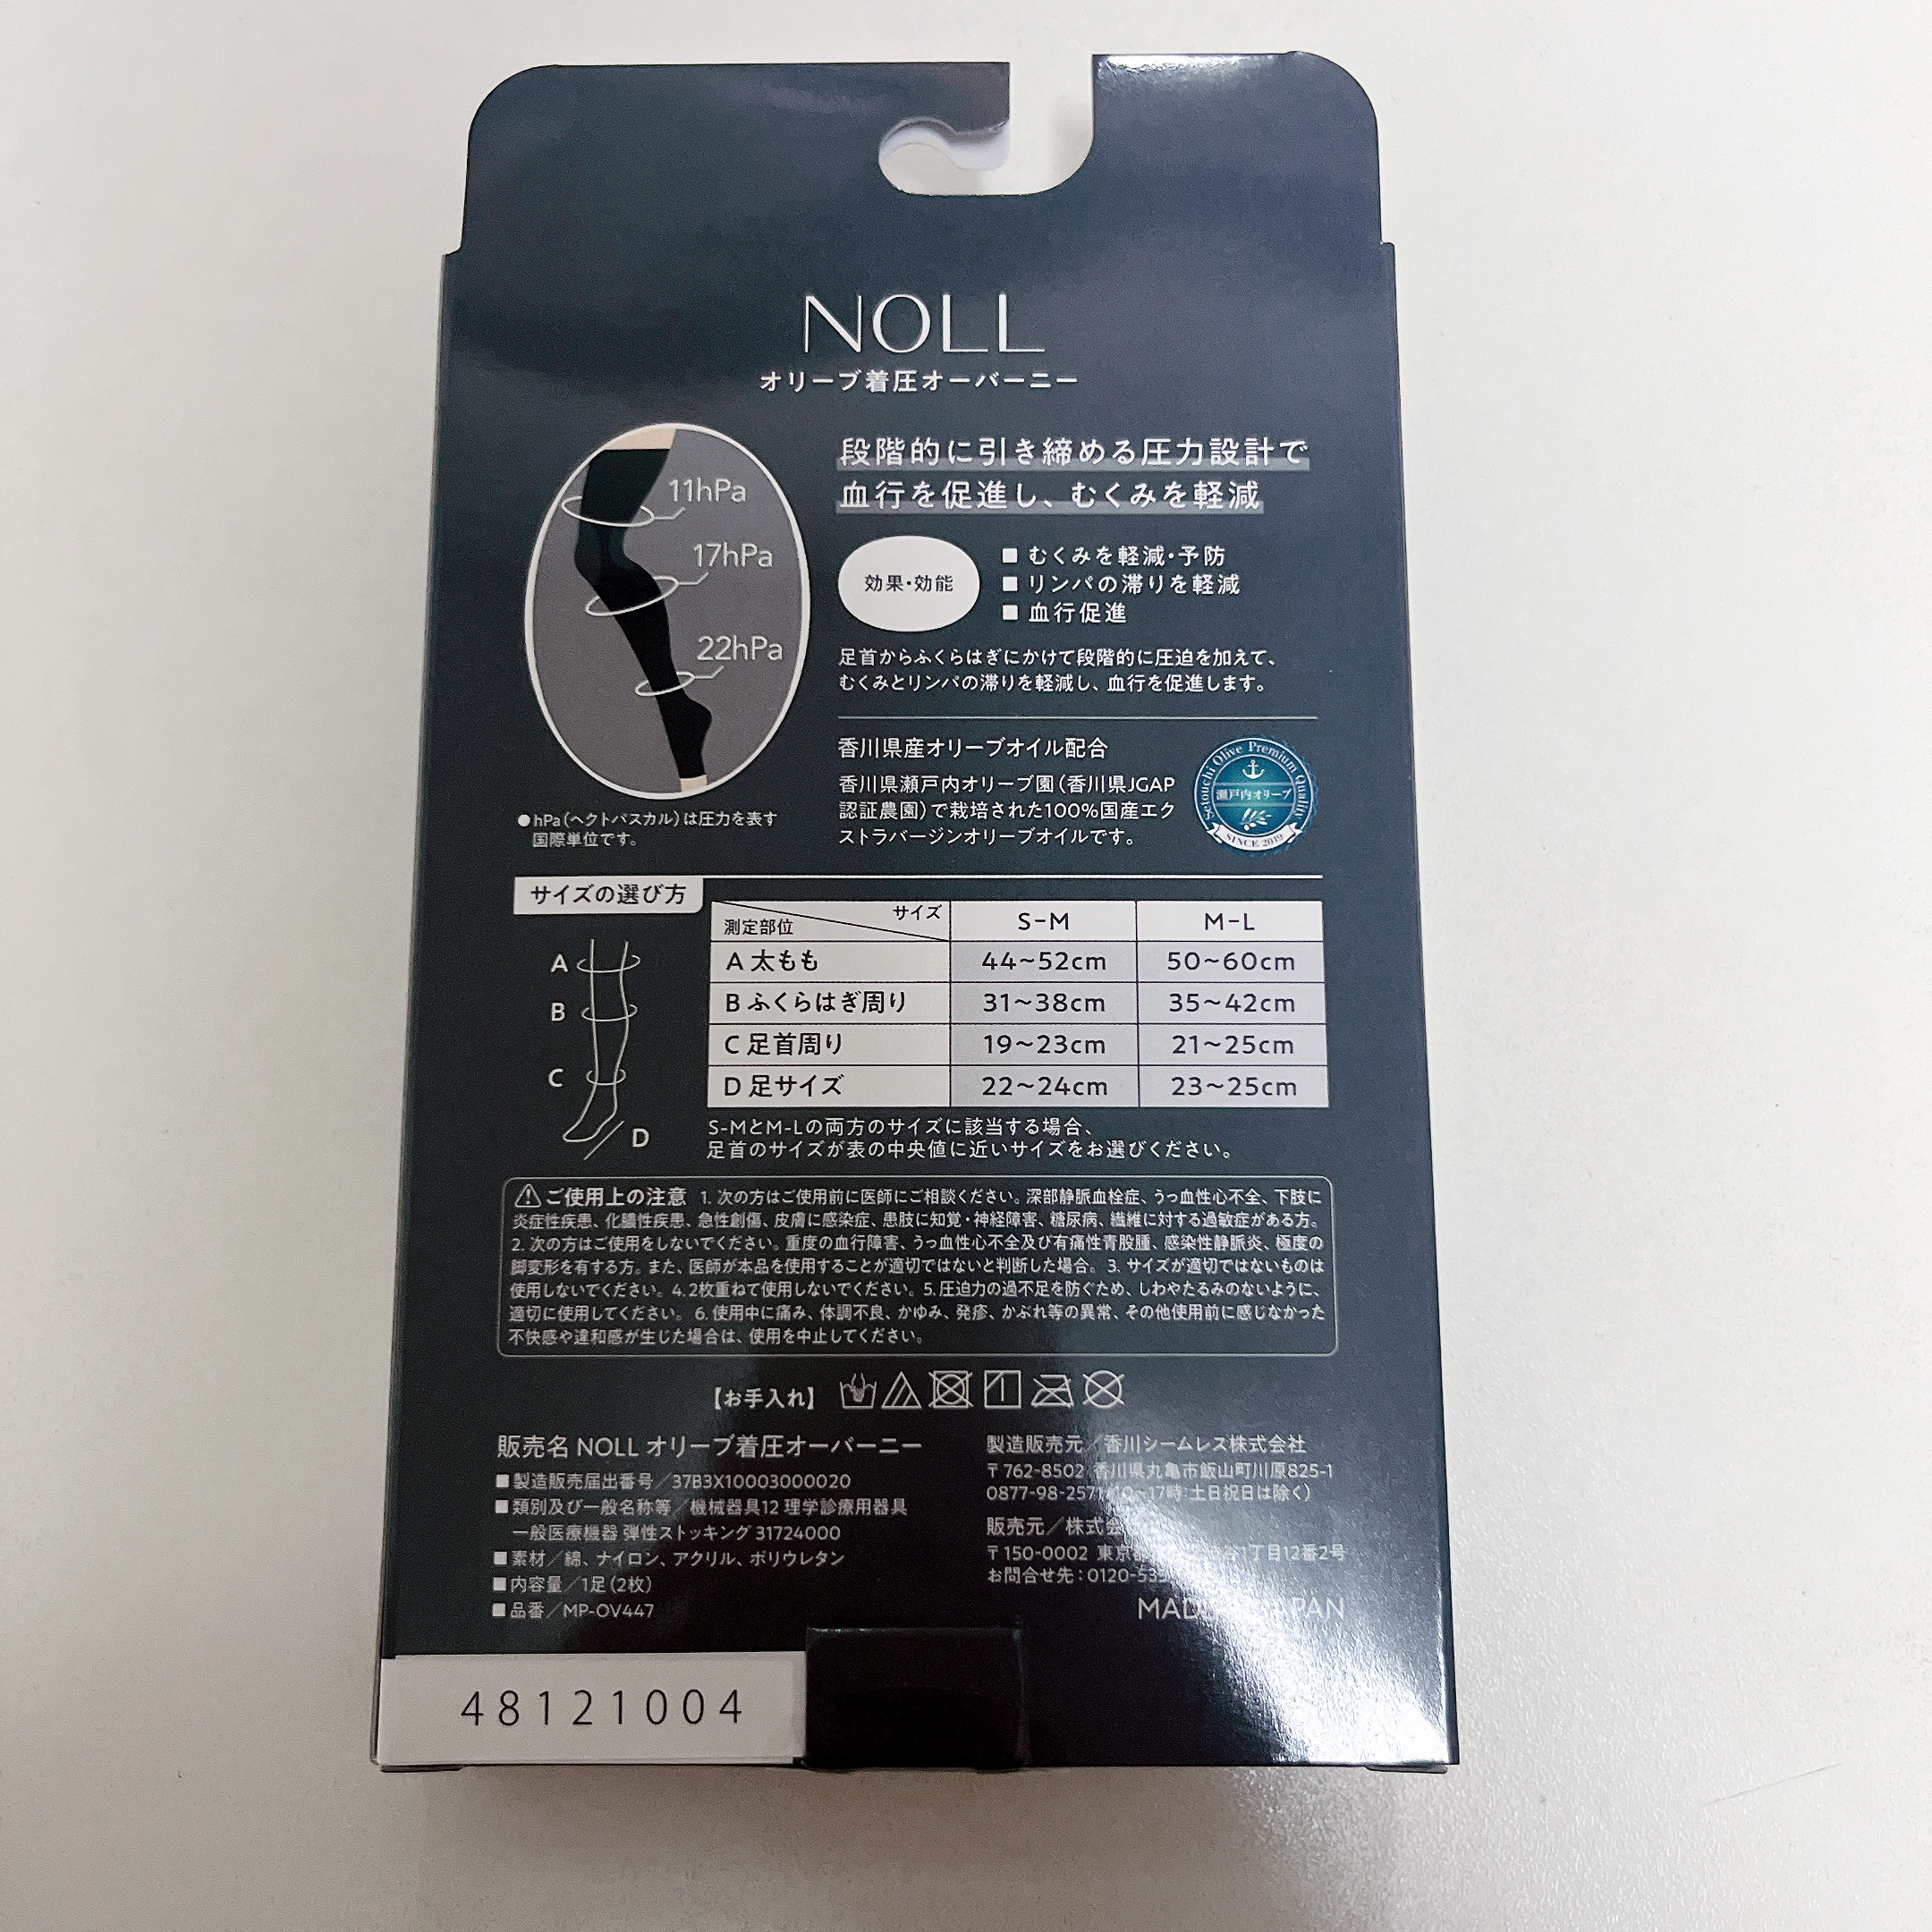 NOLL
オリーブ着圧オーバーニー
11hPa
17hPa
22hPa
●hPa(ヘクトパスカル)は圧力を表す
国際単位です。
段階的に引き締める圧力設計で
血行を促進し、むくみを軽減
効果・効能
■ むくみを軽減・予防
■ リンパの滞りを軽減
■ 血行促進
足首からふくらはぎにかけて段階的に圧迫を加えて、
むくみとリンパの滞りを軽減し、血行を促進します。
香川県産オリーブオイル配合
香川県瀬戸内オリーブ園(香川県JGAP
認証農園)で栽培された100%国産エク
ストラバージンオリーブオイルです。
Setouchi Olive Premium Quality
瀬戸内オリーブ
SINCE 2019
サイズの選び方
A
B
C
D
測定部位 サイズ S-M M-L
A 太もも 44~52cm 50~60cm
B ふくらはぎ周り 31~38cm 35~42cm
C 足首周り 19~23cm 21~25cm
D 足サイズ 22~24cm 23~25cm
S-MとM-Lの両方のサイズに該当する場合、
足首のサイズが表の中央値に近いサイズをお選びください。
ご使用上の注意 1. 次の方はご使用前に医師にご相談ください。深部静脈血栓症、うっ血性心不全、下肢に
炎症性疾患、化膿性疾患、急性創傷、皮膚に感染症、患肢に知覚・神経障害、糖尿病、繊維に対する過敏症がある方。
2. 次の方はご使用をしないでください。重度の血行障害、うっ血性心不全及び有痛性青股腫、感染性静脈炎、極度の
脚変形を有する方。また、医師が本品を使用することが適切ではないと判断した場合。 3. サイズが適切ではないものは
使用しないでください。 4. 2枚重ねて使用しないでください。 5. 圧迫力の過不足を防ぐため、しわやたるみのないように、
適切に使用してください。 6. 使用中に痛み、体調不良、かゆみ、発疹、かぶれ等の異常、その他使用前に感じなかった
不快感や違和感が生じた場合は、使用を中止してください。
【お手入れ】
販売名 NOLL オリーブ着圧オーバーニー
■製造販売届出番号/37B3X10003000020
■類別及び一般名称等/機械器具12 理学診療用器具
一般医療機器 弾性ストッキング 31724000
■素材/綿、ナイロン、アクリル、ポリウレタン
■内容量/1足(2枚)
■品番/MP-OV447
製造販売元/香川シームレス株式会社
〒762-8502 香川県丸亀市飯山町川原825-1
0877-98-2571(10~17時:土日祝日は除く)
販売元/株式会
〒150-0002 東京都 1丁目12番2号
お問合せ先:0120-53
MADE IN JAPAN
48121004